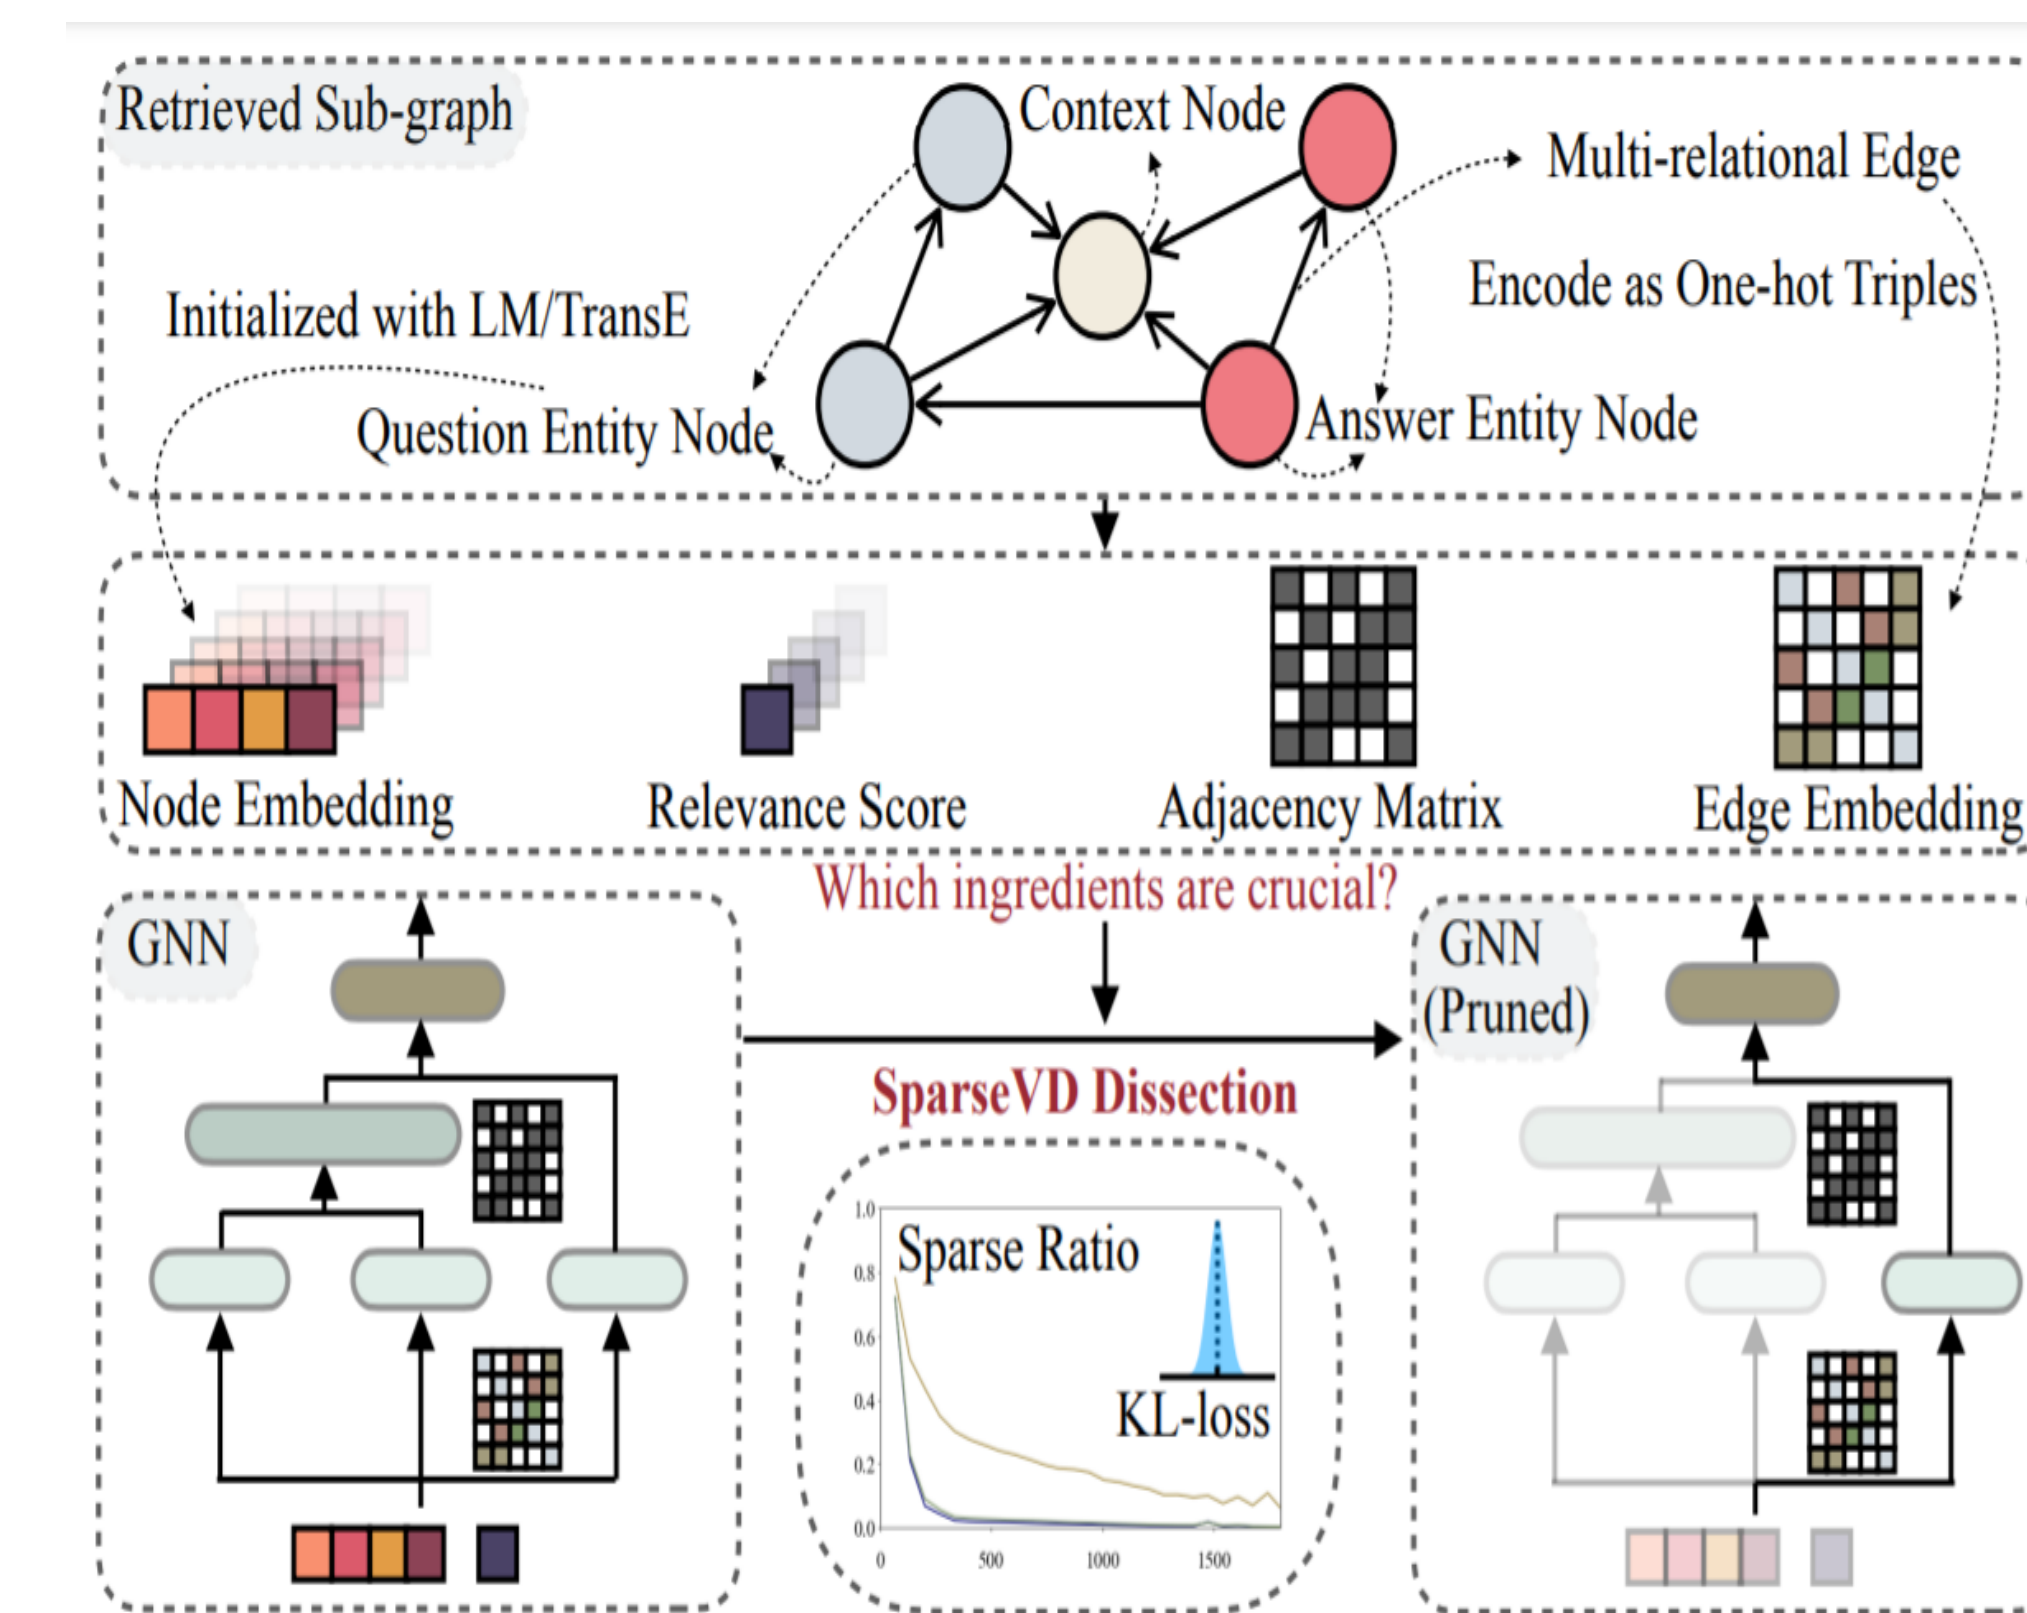 Retrieved Sub-graph
Context Node
Multi-relational Edge
Encode as One-hot Triples
Initialized with LM/TransE
Question Entity Node
Answer Entity Node
Node Embedding
Relevance Score
Adjacency Matrix
Edge Embedding
Which ingredients are crucial?
GNN
GNN
(Pruned)
SparseVD Dissection
Sparse Ratio
KL-loss
1.0
0.8
0.6
0.4
0.2
0.0
0
500
1000
1500